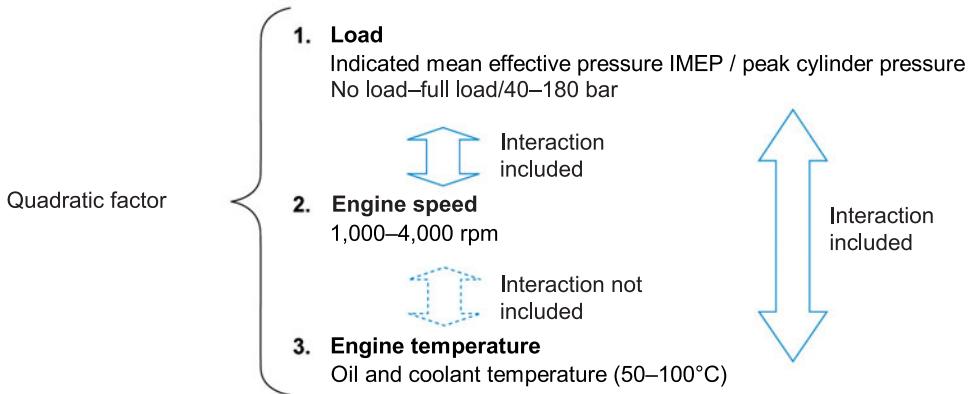 1. Load
Indicated mean effective pressure IMEP / peak cylinder pressure
No load–full load/40–180 bar
Interaction
included
Quadratic factor
2. Engine speed
1,000–4,000 rpm
Interaction
included
Interaction not
included
3. Engine temperature
Oil and coolant temperature (50–100°C)